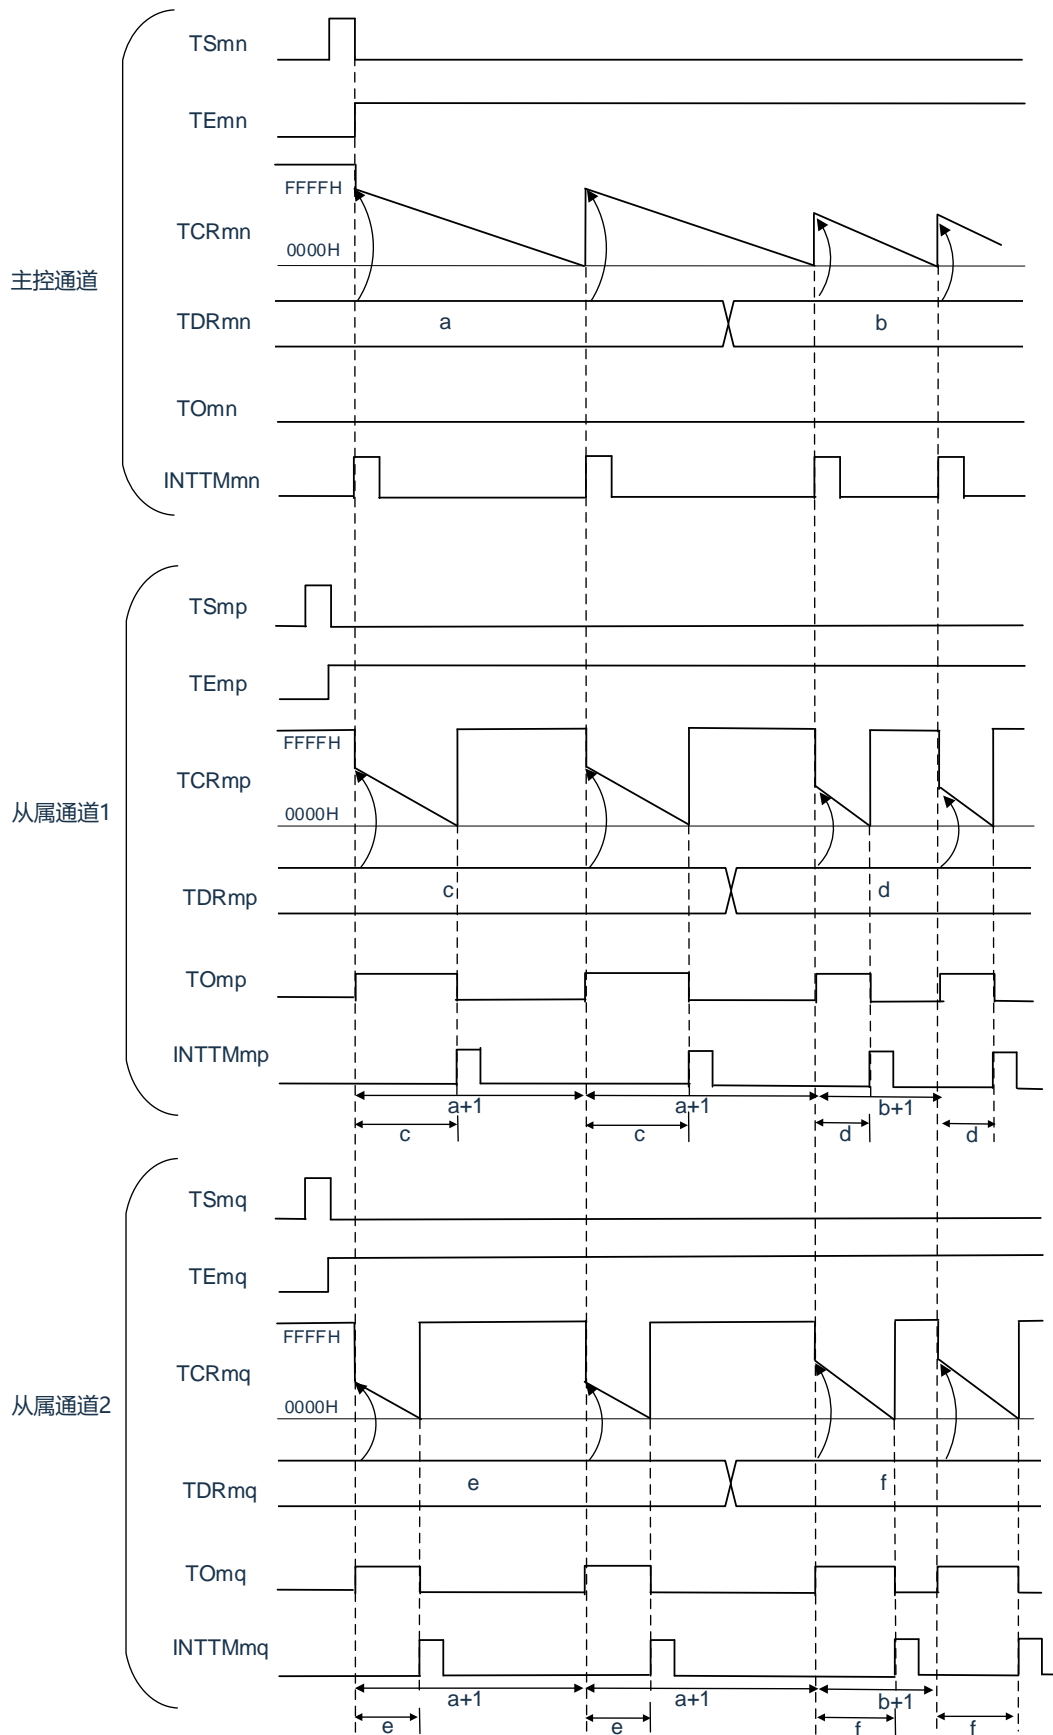 TSmn
TEmn
FFFFH
TCRmn
0000H
主控通道
TDRmn
a
b
TOmn
INTTMmn
TSmp
TEmp
FFFFH
TCRmp
从属通道1
0000H
TDRmp
c
d
TOmp
INTTMmp
a+1
a+1
b+1
c
c
d
d
TSmq
TEmq
FFFFH
TCRmq
从属通道2
0000H
TDRmq
e
f
TOmq
INTTMmq
a+1
a+1
b+1
e
e
f
f